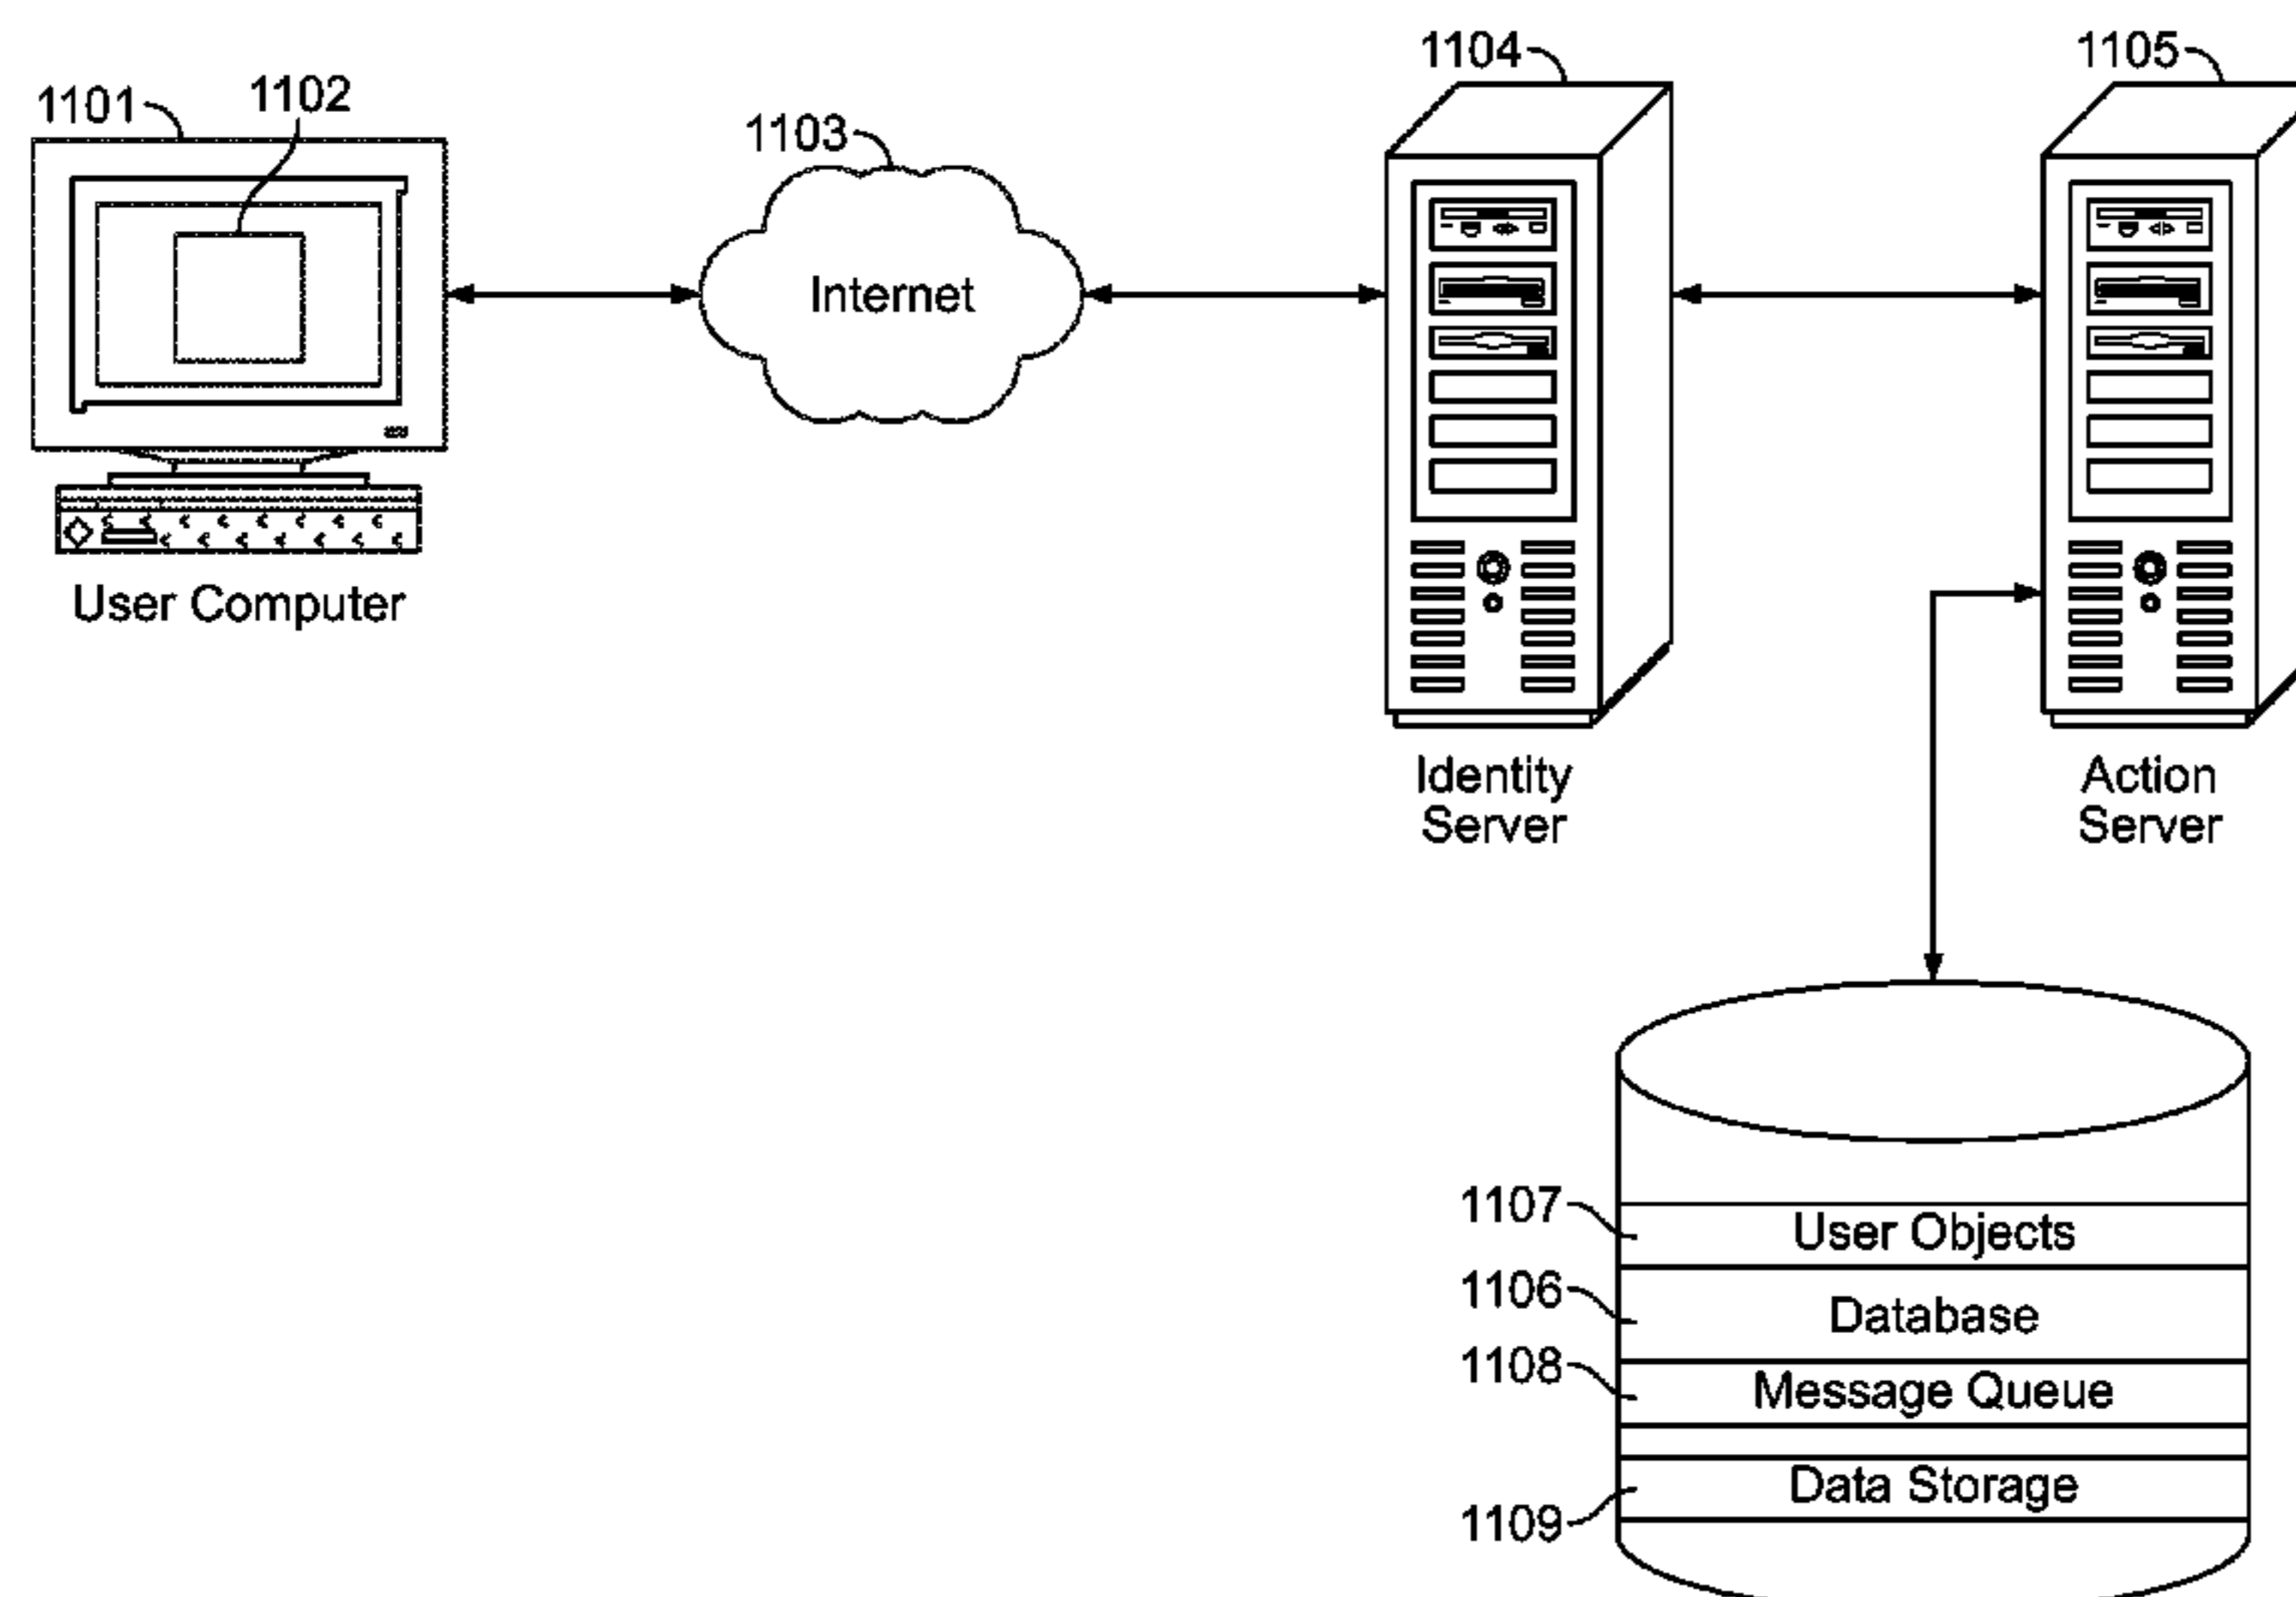 1104
1105
1101
1102
1103
Internet
User Computer
Identity
Server
Action
Server
1107
User Objects
1106
Database
1108
Message Queue
Data Storage
1109